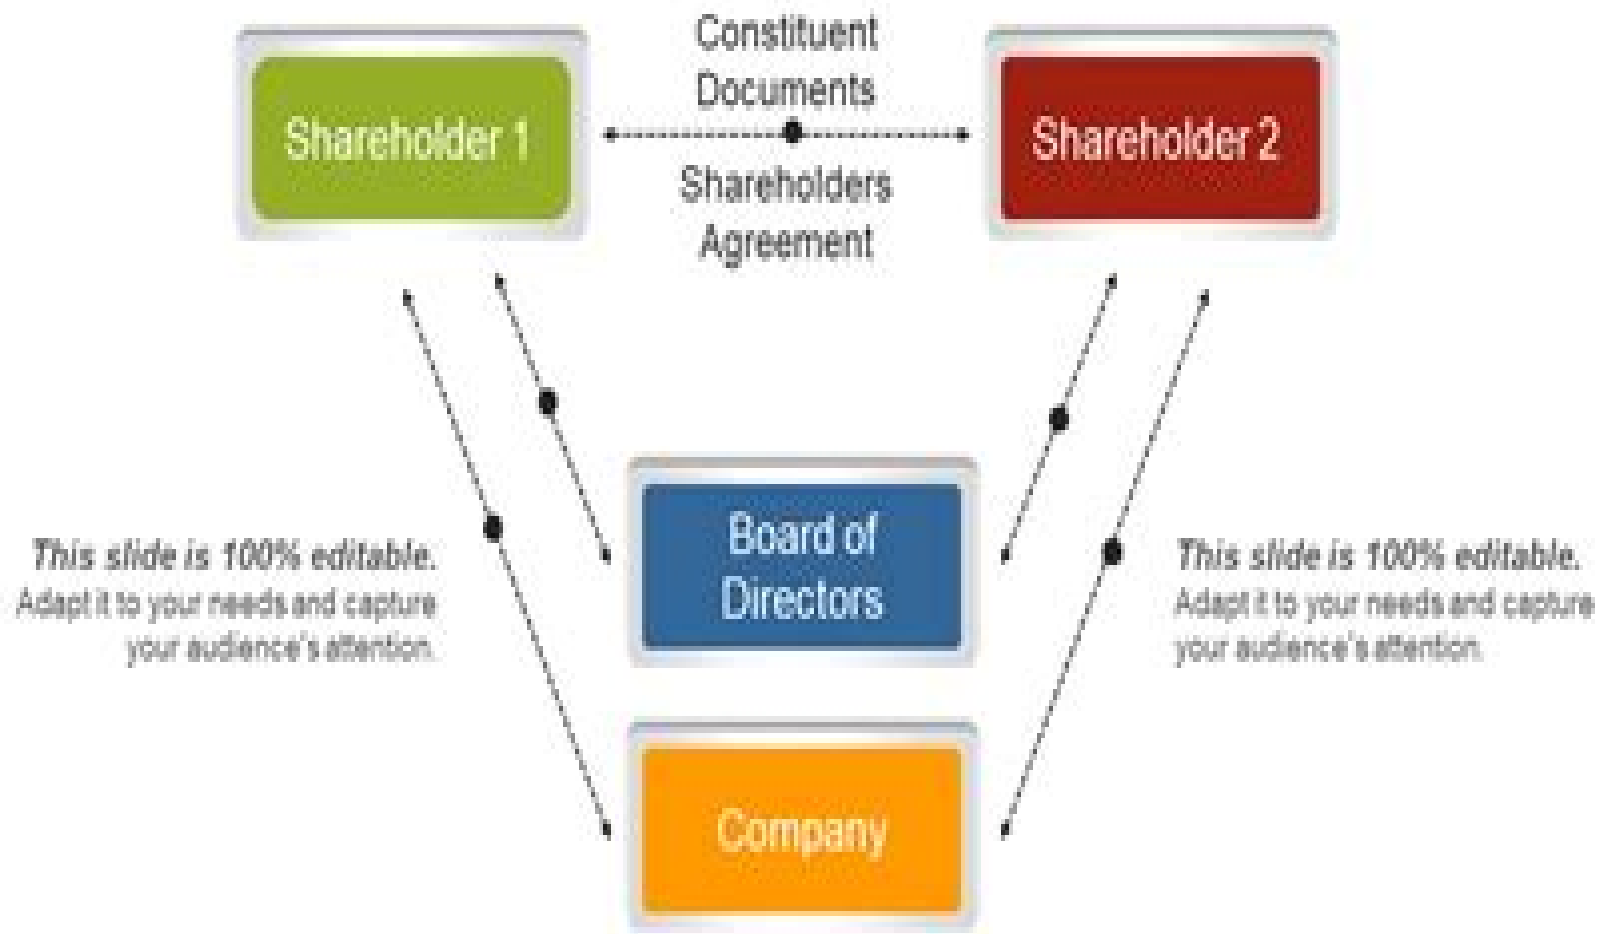 Constituent
Documents
Shareholder 1
Shareholder 2
Shareholders
Agreement
Board of
Directors
This slide is 100% editable.
Adapt it to your needs and capture
your audience's attention.
This slide is 100% editable.
Adapt it to your needs and capture
your audience's attention.
Company